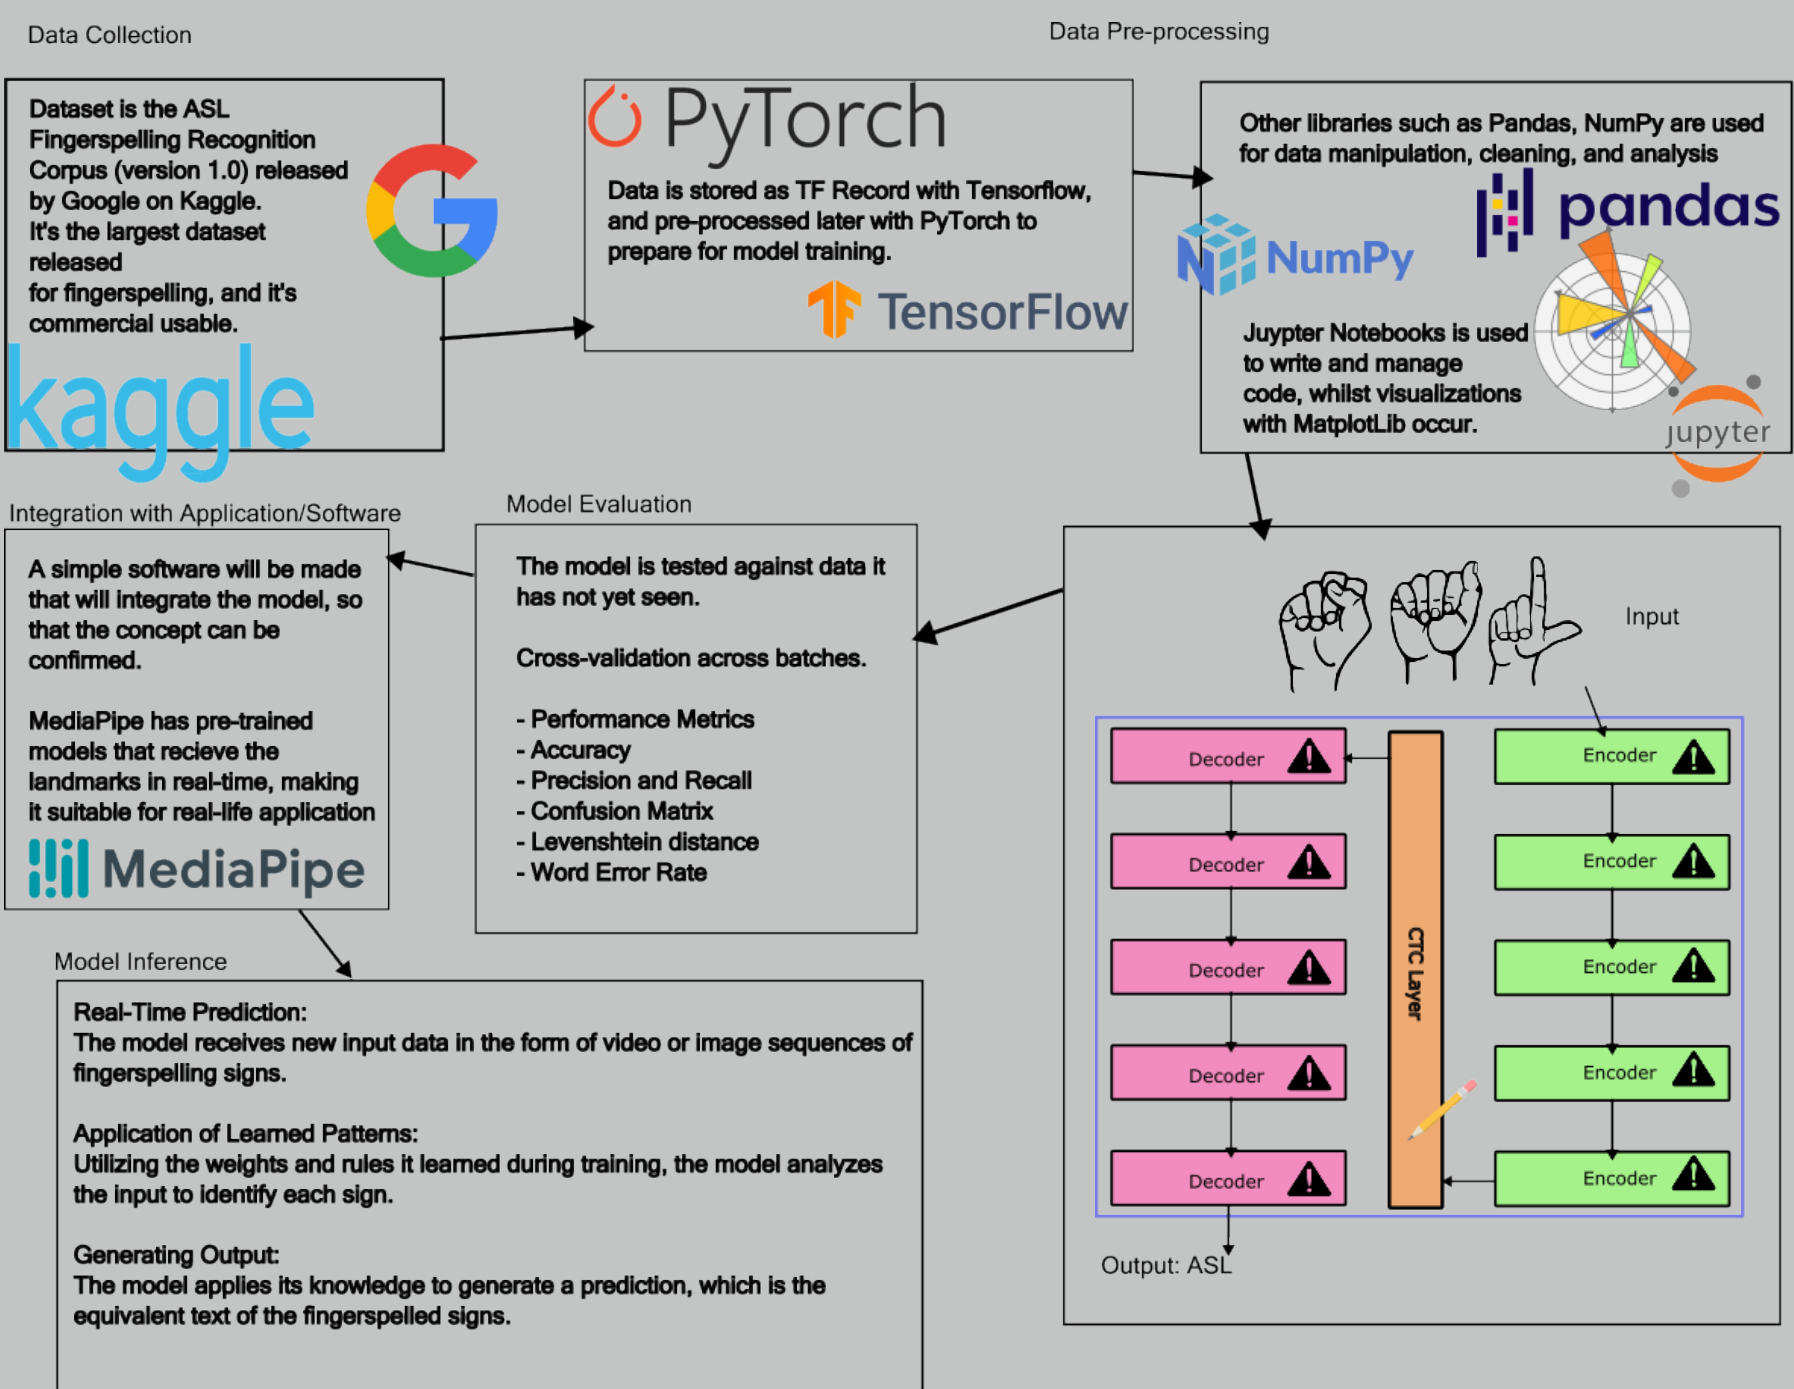 Data Collection
Dataset is the ASL
Fingerspelling Recognition
Corpus (version 1.0) released
by Google on Kaggle.
It's the largest dataset
released
for fingerspelling, and it's
commercial usable.
kaggle
PyTorch
Data is stored as TF Record with Tensorflow,
and pre-processed later with PyTorch to
prepare for model training.
TensorFlow
Data Pre-processing
Other libraries such as Pandas, NumPy are used
for data manipulation, cleaning, and analysis
pandas
NumPy
Juypter Notebooks is used
to write and manage
code, whilst visualizations
with MatplotLib occur.
jupyter
Input
Encoder
Encoder
Encoder
Encoder
Encoder
CTC Layer
Decoder
Decoder
Decoder
Decoder
Decoder
Output: ASL
Model Evaluation
The model is tested against data it
has not yet seen.
Cross-validation across batches.
- Performance Metrics
- Accuracy
- Precision and Recall
- Confusion Matrix
- Levenshtein distance
- Word Error Rate
Integration with Application/Software
A simple software will be made
that will integrate the model, so
that the concept can be
confirmed.
MediaPipe has pre-trained
models that recieve the
landmarks in real-time, making
it suitable for real-life application
MediaPipe
Model Inference
Real-Time Prediction:
The model receives new input data in the form of video or image sequences of
fingerspelling signs.
Application of Learned Patterns:
Utilizing the weights and rules it learned during training, the model analyzes
the input to identify each sign.
Generating Output:
The model applies its knowledge to generate a prediction, which is the
equivalent text of the fingerspelled signs.